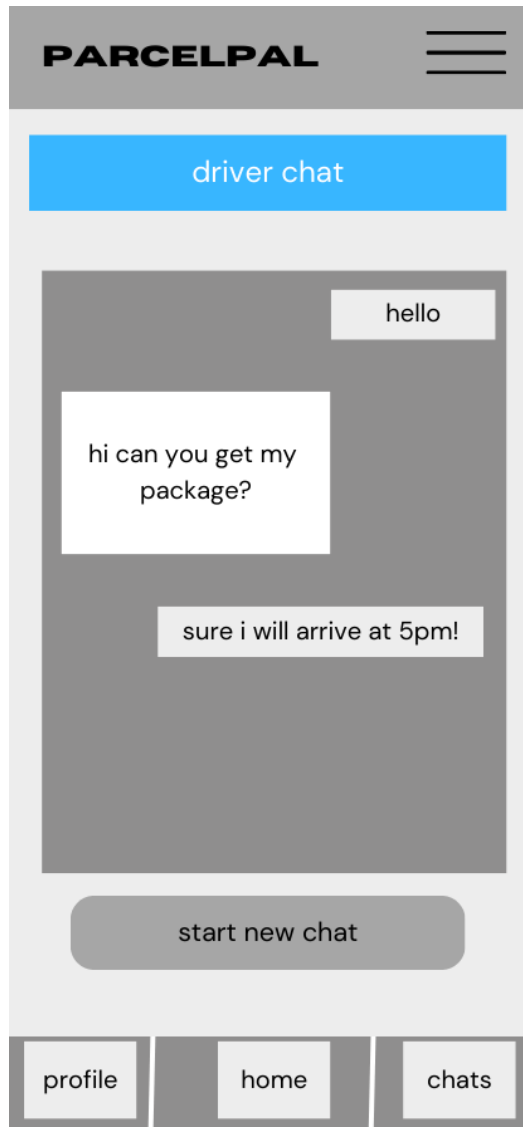 PARCELPAL
driver chat
hello
hi can you get my
package?
sure i will arrive at 5pm!
start new chat
profile
home
chats